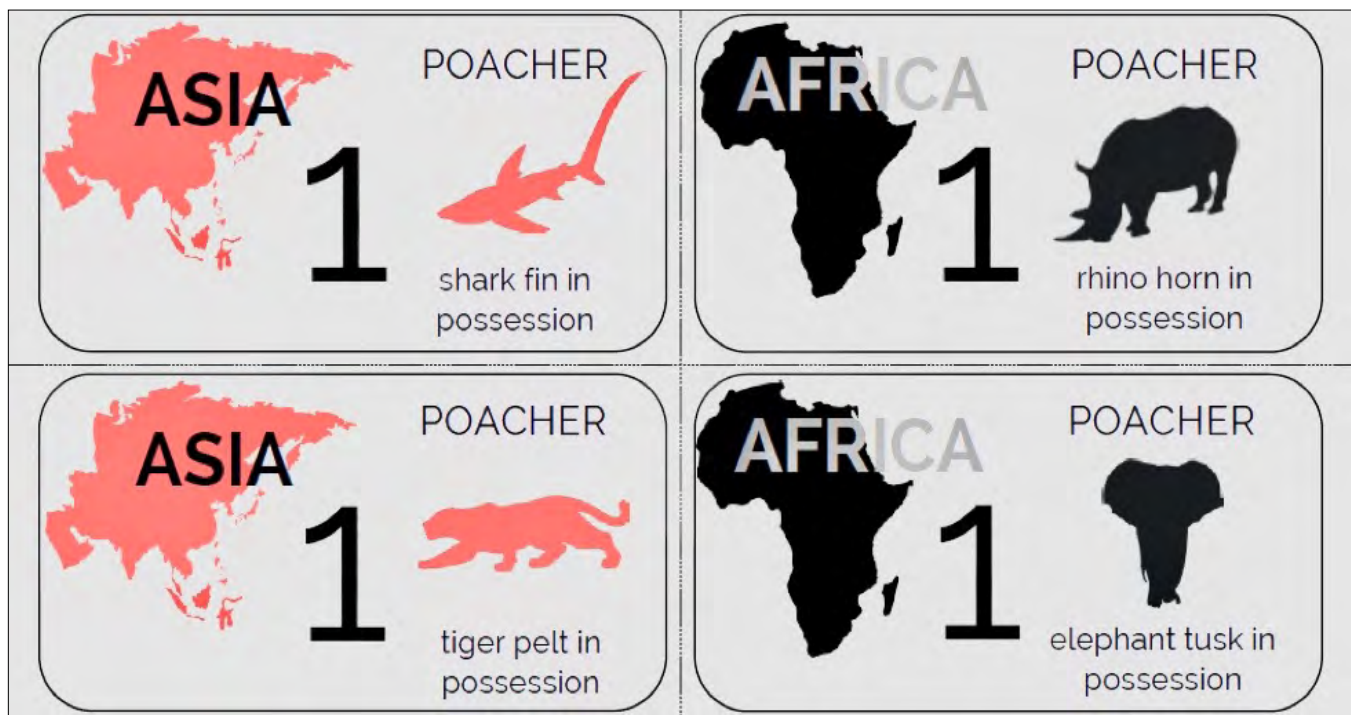 ASIA
POACHER
1
shark fin in
possession
AFRICA
POACHER
1
rhino horn in
possession
ASIA
POACHER
1
tiger pelt in
possession
AFRICA
POACHER
1
elephant tusk in
possession